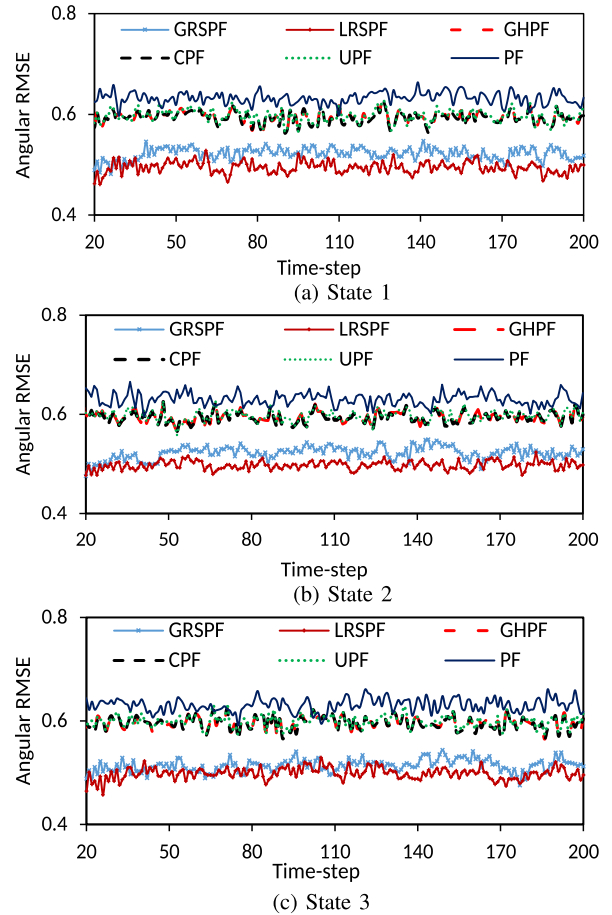 0.8
GRSPF LRSPF GHPF
CPF UPF PF
0.6
0.4
Angular RMSE
20 50 80 110 140 170 200
Time-step
(a) State 1
0.8
GRSPF LRSPF GHPF
CPF UPF PF
0.6
0.4
Angular RMSE
20 50 80 110 140 170 200
Time-step
(b) State 2
0.8
GRSPF LRSPF GHPF
CPF UPF PF
0.6
0.4
Angular RMSE
20 50 80 110 140 170 200
Time-step
(c) State 3